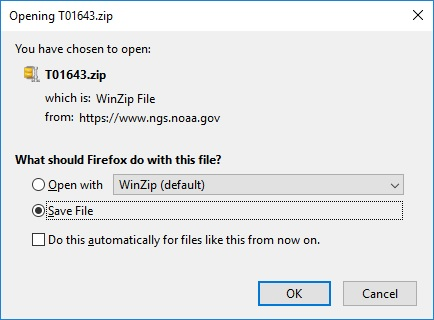 Opening T01643.zip
You have chosen to open:
T01643.zip
which is: WinZip File
from: https://www.ngs.noaa.gov
What should Firefox do with this file?
Open with WinZip (default)
Save File
Do this automatically for files like this from now on.
OK Cancel